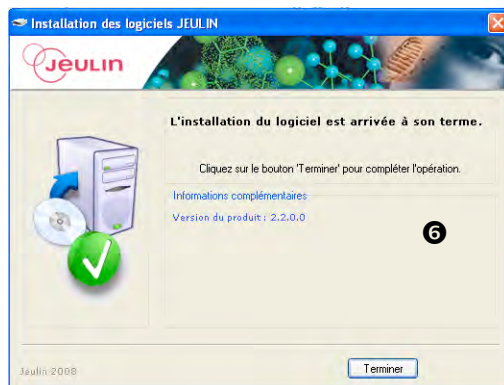 Installation des logiciels JEULIN
JEULIN
L'installation du logiciel est arrivée à son terme.
Cliquez sur le bouton 'Terminer' pour compléter l'opération.
Informations complémentaires
Version du produit : 2.2.0.0
6
Jeulin 2008
Terminer